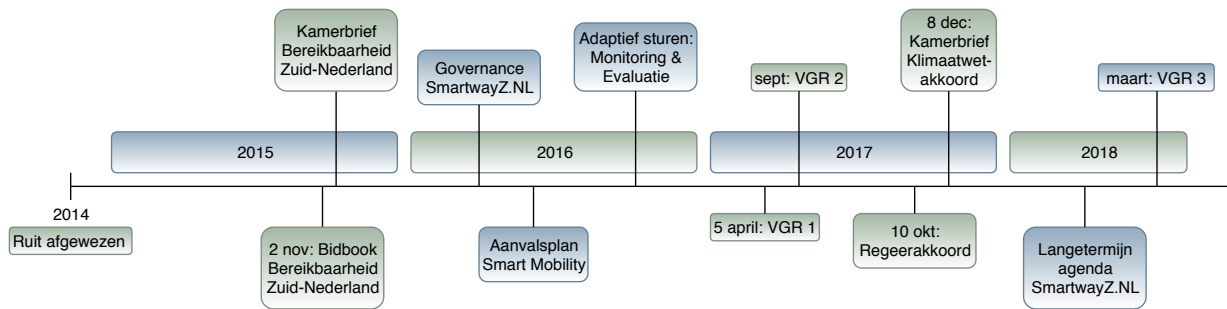 Kamerbrief
Bereikbaarheid
Zuid-Nederland
Governance
SmartwayZ.NL
Adaptief sturen:
Monitoring &
Evaluatie
sept: VGR 2
8 dec:
Kamerbrief
Klimaatwet-
akkoord
maart: VGR 3
2015
2016
2017
2018
2014
Ruit afgewezen
2 nov: Bidbook
Bereikbaarheid
Zuid-Nederland
Aanvalsplan
Smart Mobility
5 april: VGR 1
10 okt:
Regeerakkoord
Langetermijn
agenda
SmartwayZ.NL